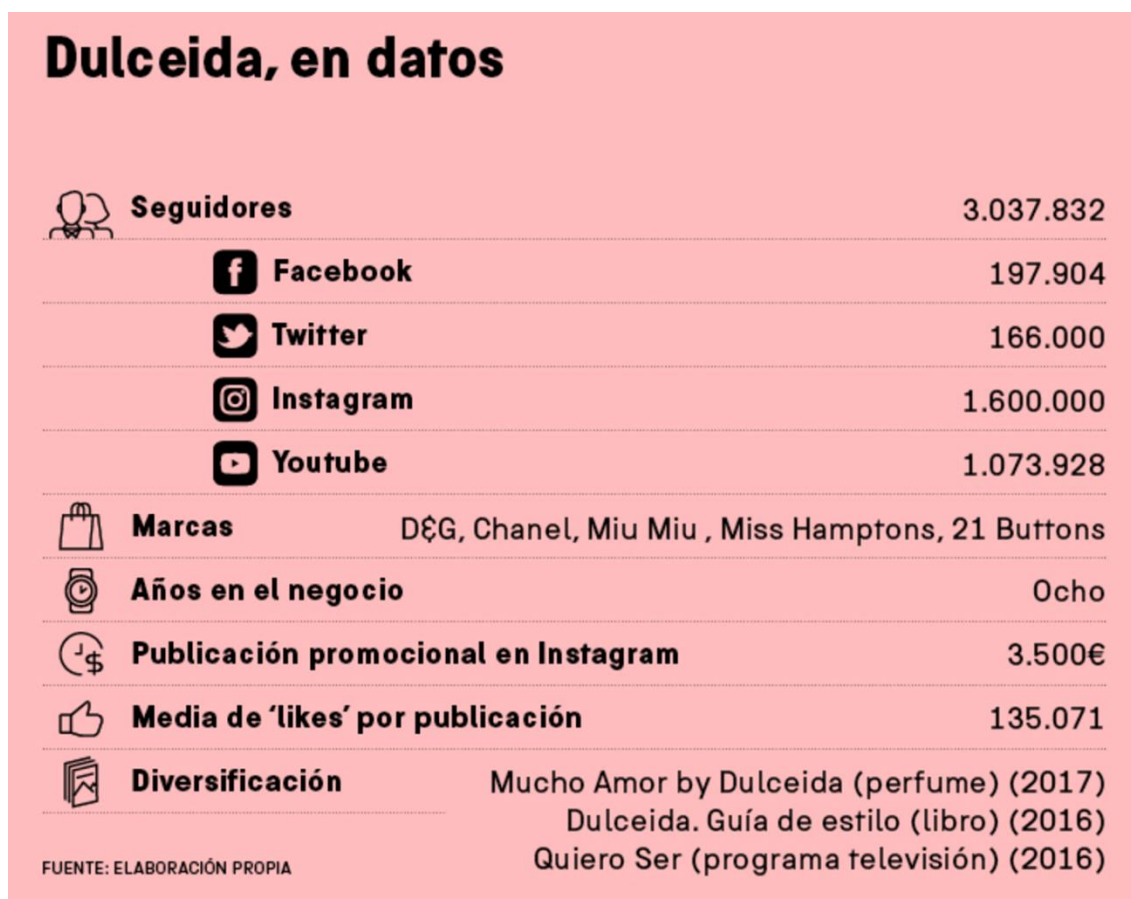 Dulceida, en datos
Seguidores 3.037.832
Facebook 197.904
Twitter 166.000
Instagram 1.600.000
Youtube 1.073.928
Marcas D&G, Chanel, Miu Miu , Miss Hamptons, 21 Buttons
Años en el negocio Ocho
Publicación promocional en Instagram 3.500€
Media de ‘likes’ por publicación 135.071
Diversificación Mucho Amor by Dulceida (perfume) (2017)
Dulceida. Guía de estilo (libro) (2016)
Quiero Ser (programa televisión) (2016)
FUENTE: ELABORACIÓN PROPIA